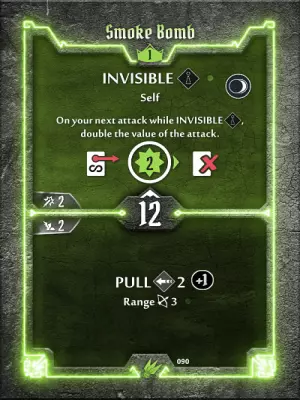 Smoke Bomb
1
INVISIBLE
Self
On your next attack while INVISIBLE ,
double the value of the attack.
S 2
2
12
2
PULL 2 +1
Range 3
090